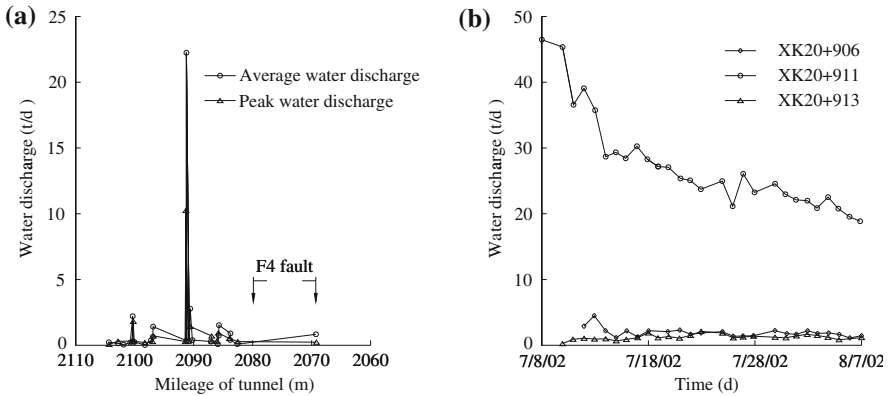 (a)
25
20
15
10
5
0
Water discharge (t/d )
Average water discharge
Peak water discharge
F4 fault
2110
2100
2090
2080
2070
2060
Mileage of tunnel (m)
(b)
50
40
30
20
10
0
Water discharge (t/d)
XK20+906
XK20+911
XK20+913
7/8/02
7/18/02
7/28/02
8/7/02
Time (d)